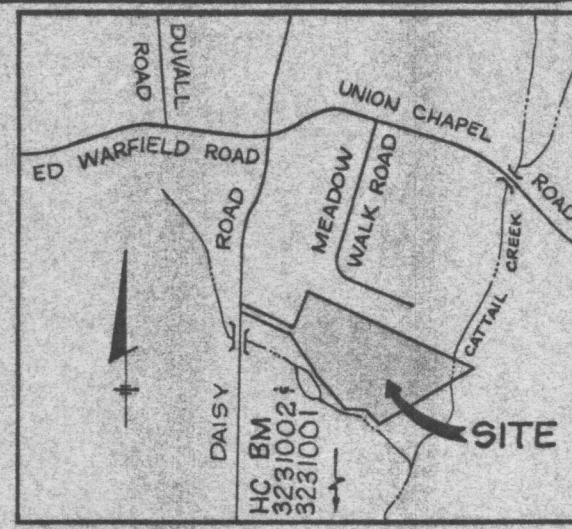 DUVALL
ROAD
UNION CHAPEL
ROAD
ED WARFIELD ROAD
MEADOW
WALK ROAD
ROAD
CREEK
CATTAIL
DAISY
HC BM
3231002 &
3231001
SITE